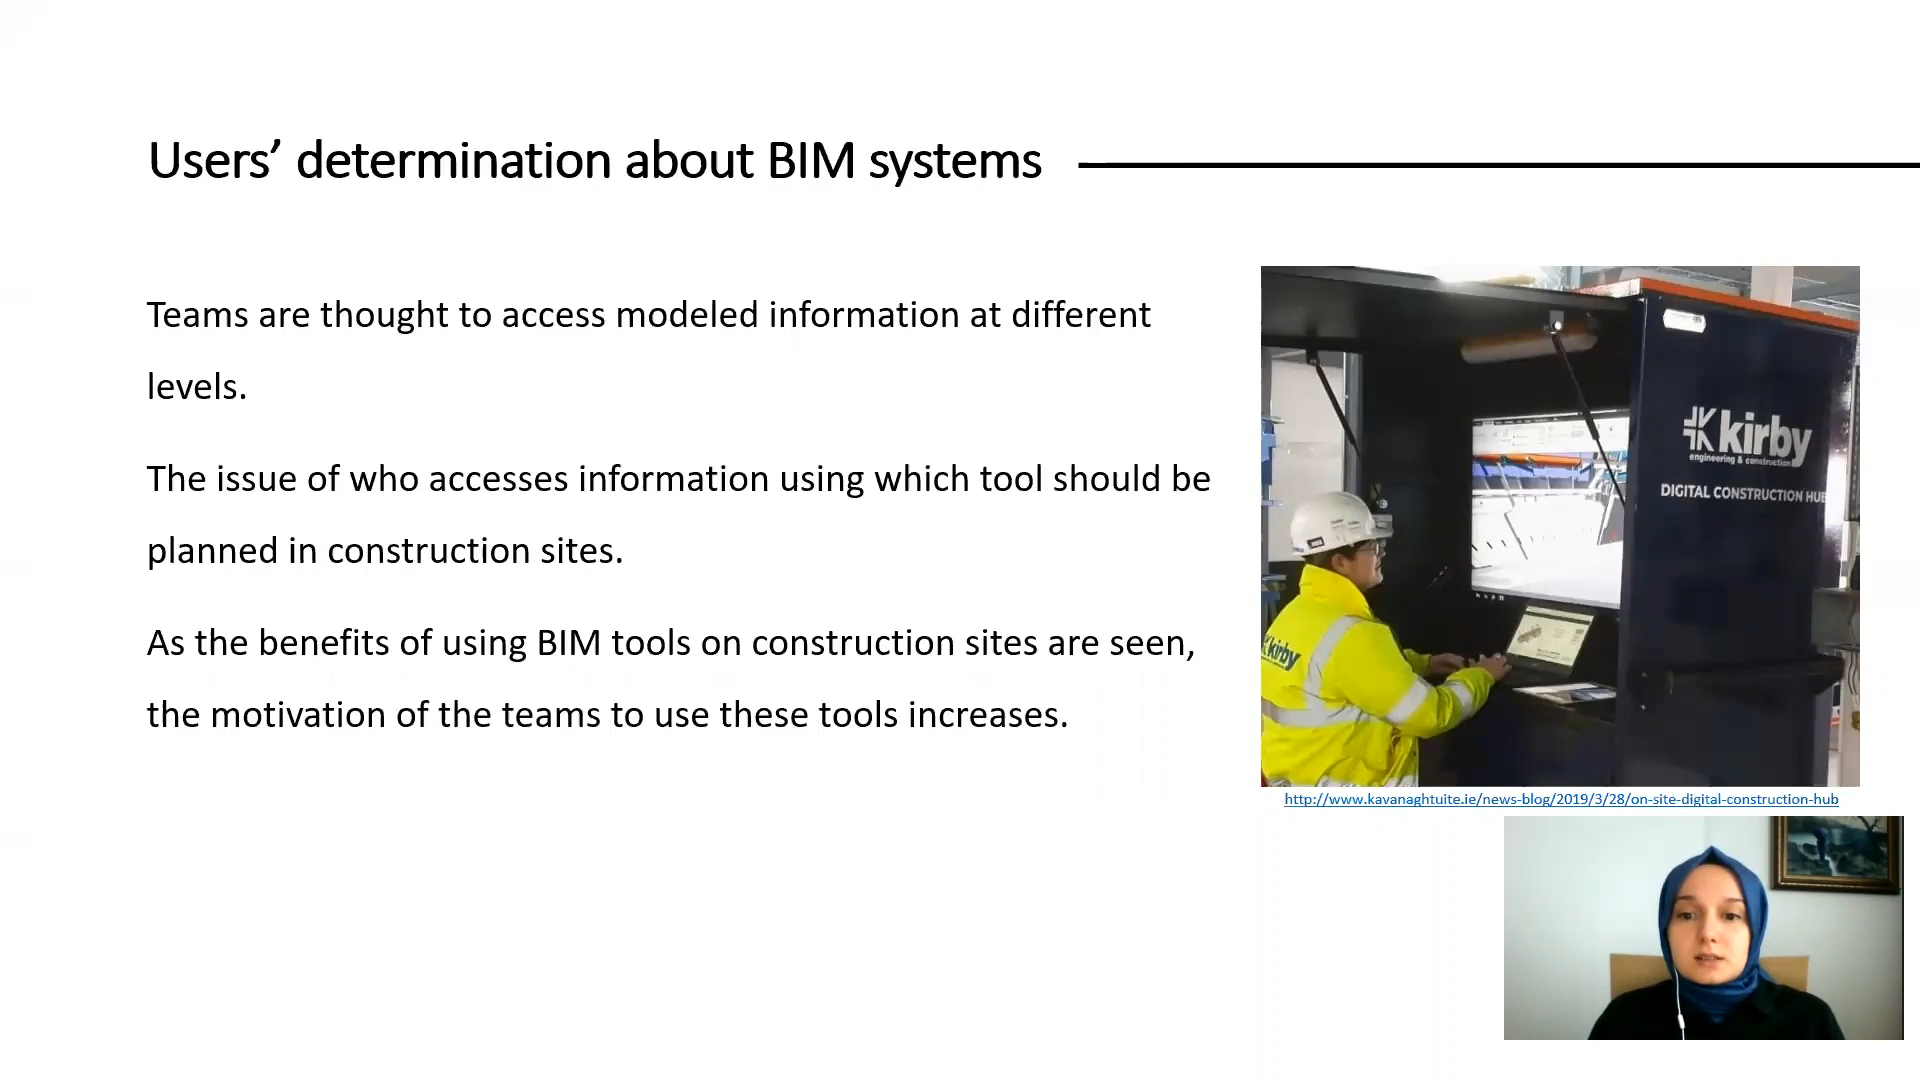 Users’ determination about BIM systems
Teams are thought to access modeled information at different
levels.
The issue of who accesses information using which tool should be
planned in construction sites.
As the benefits of using BIM tools on construction sites are seen,
the motivation of the teams to use these tools increases.
kirby
engineering & construction
DIGITAL CONSTRUCTION HUB
kirby
http://www.kavanaghtuite.ie/news-blog/2019/3/28/on-site-digital-construction-hub